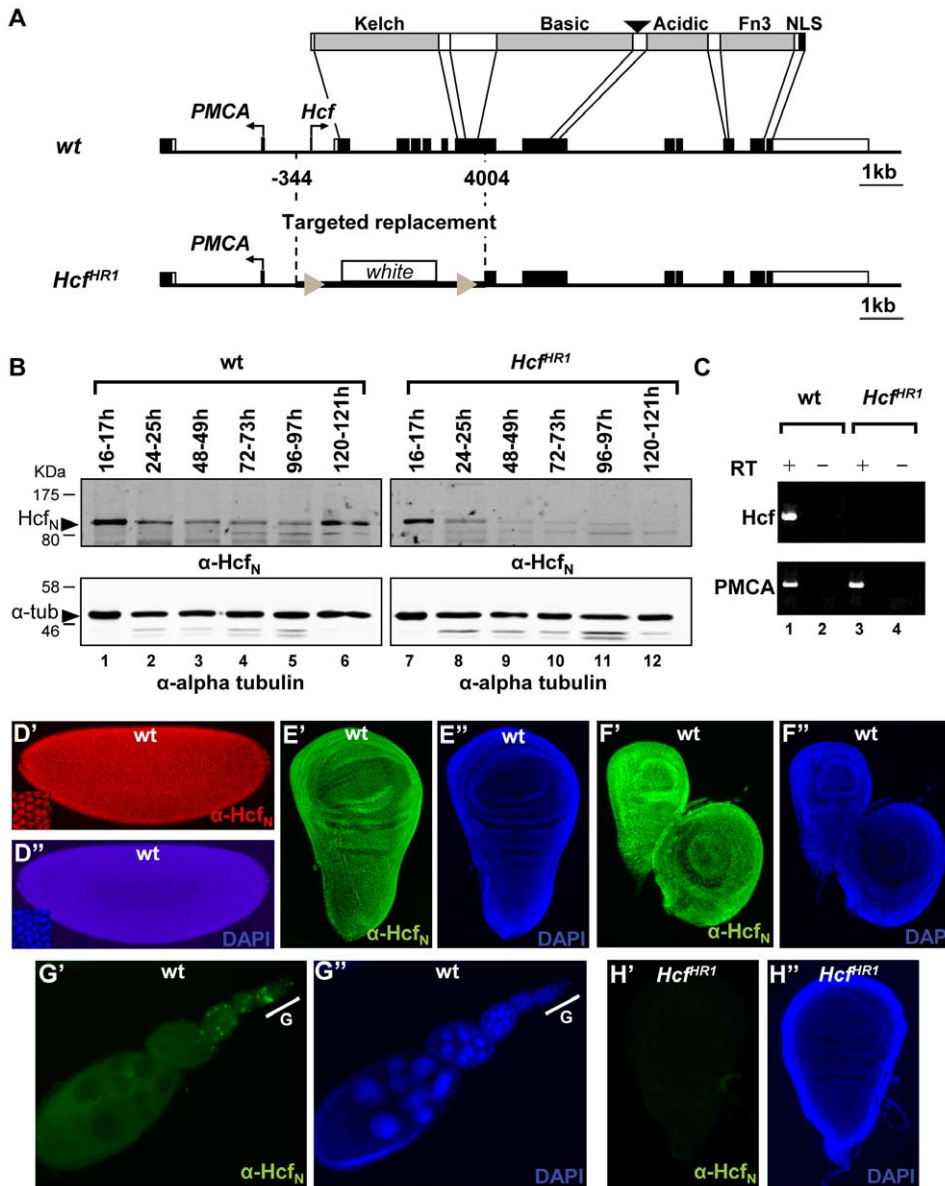 A
Kelch Basic Acidic Fn3 NLS
PMCA Hcf
wt
-344 4004 1kb
Targeted replacement
PMCA
white
Hcf^HR1
1kb
B
wt Hcf^HR1
16-17h 24-25h 48-49h 72-73h 96-97h 120-121h 16-17h 24-25h 48-49h 72-73h 96-97h 120-121h
KDa
175
Hcf_N
80
α-Hcf_N α-Hcf_N
58
α-tub
46
1 2 3 4 5 6 7 8 9 10 11 12
α-alpha tubulin α-alpha tubulin
C
wt Hcf^HR1
RT + − + −
Hcf
PMCA
1 2 3 4
D’ wt
α-Hcf_N
D” wt
DAPI
E’ wt
α-Hcf_N
E” wt
DAPI
F’ wt
α-Hcf_N
F” wt
DAPI
G’ wt
G
α-Hcf_N
G” wt
G
DAPI
H’ Hcf^HR1
α-Hcf_N
H” Hcf^HR1
DAPI